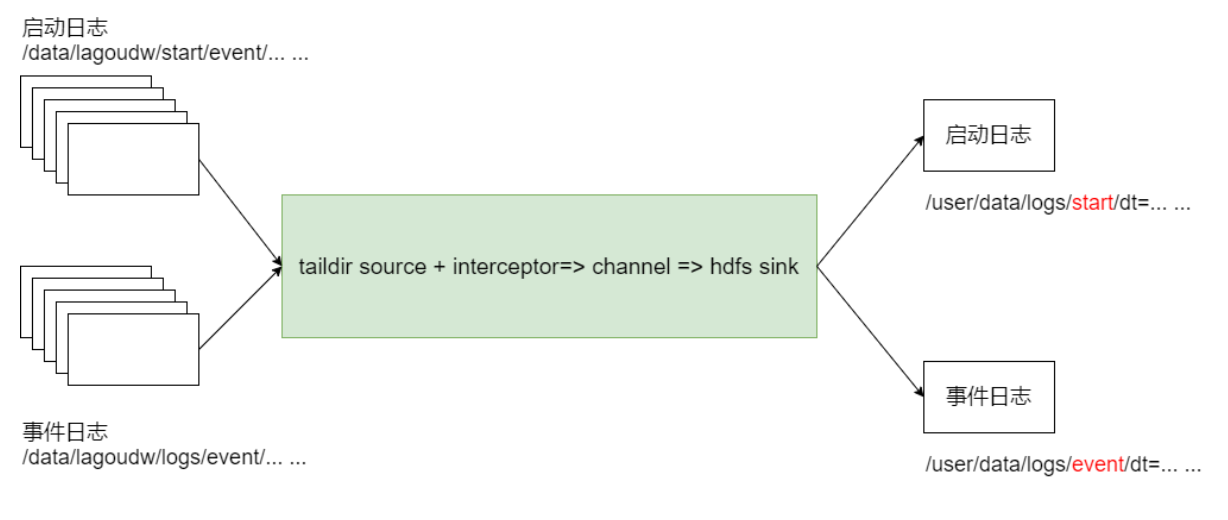 启动日志
/data/lagoudw/start/event/... ...
启动日志
/user/data/logs/start/dt=... ...
taildir source + interceptor=> channel => hdfs sink
事件日志
/data/lagoudw/logs/event/... ...
事件日志
/user/data/logs/event/dt=... ...